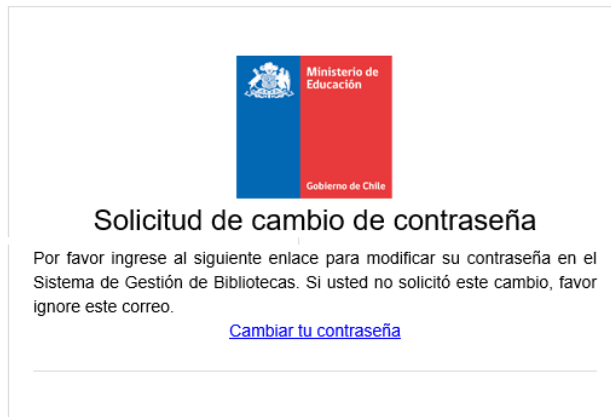 Ministerio de
Educación
Gobierno de Chile
Solicitud de cambio de contraseña
Por favor ingrese al siguiente enlace para modificar su contraseña en el
Sistema de Gestión de Bibliotecas. Si usted no solicitó este cambio, favor
ignore este correo.
Cambiar tu contraseña